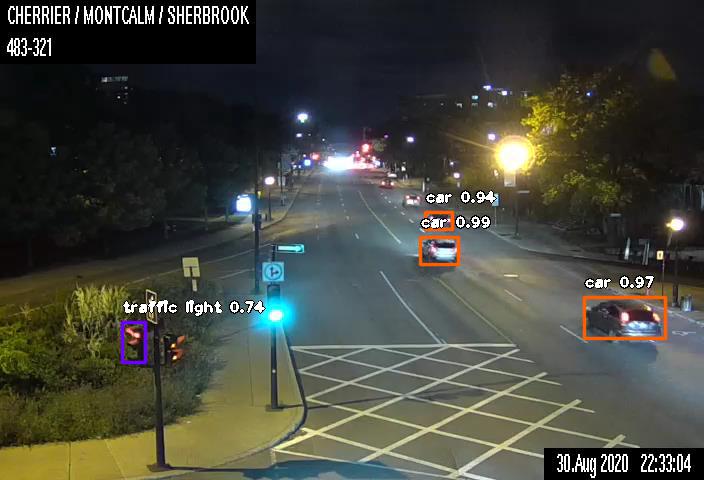 CHERRIER / MONTCALM / SHERBROOK
483-321
car 0.94
car 0.99
car 0.97
traffic light 0.74
30.Aug 2020 22:33:04